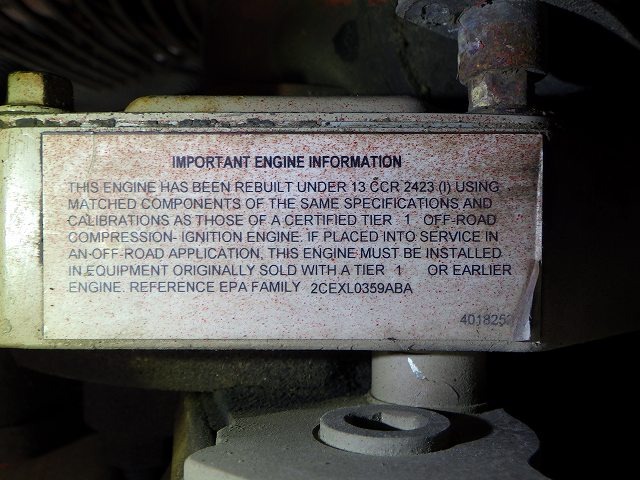 IMPORTANT ENGINE INFORMATION
THIS ENGINE HAS BEEN REBUILT UNDER 13 CCR 2423 (l) USING
MATCHED COMPONENTS OF THE SAME SPECIFICATIONS AND
CALIBRATIONS AS THOSE OF A CERTIFIED TIER 1 OFF-ROAD
COMPRESSION- IGNITION ENGINE. IF PLACED INTO SERVICE IN
AN OFF-ROAD APPLICATION, THIS ENGINE MUST BE INSTALLED
IN EQUIPMENT ORIGINALLY SOLD WITH A TIER 1 OR EARLIER
ENGINE. REFERENCE EPA FAMILY 2CEXL0359ABA